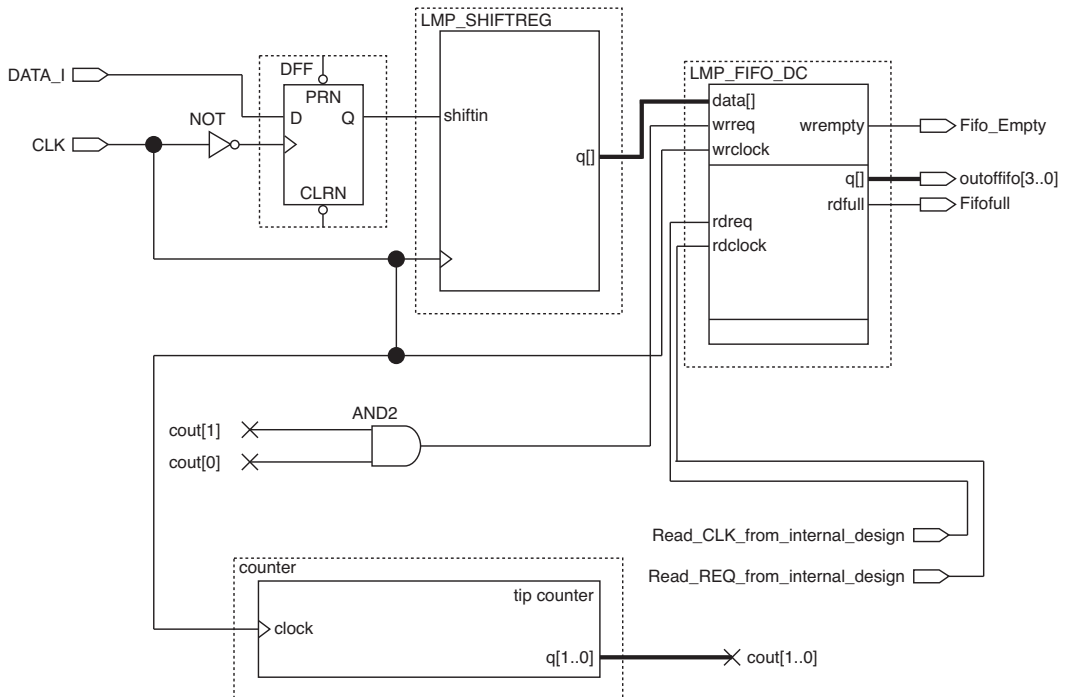 LMP_SHIFTREG
DFF
LMP_FIFO_DC
DATA_I
PRN
D
Q
shiftin
data[]
NOT
wrreq
wrempty
Fifo_Empty
CLK
q[]
wrclock
CLRN
q[]
outoffifo[3..0]
rdfull
Fifofull
rdreq
rdclock
AND2
cout[1]
cout[0]
Read_CLK_from_internal_design
Read_REQ_from_internal_design
counter
tip counter
clock
q[1..0]
cout[1..0]